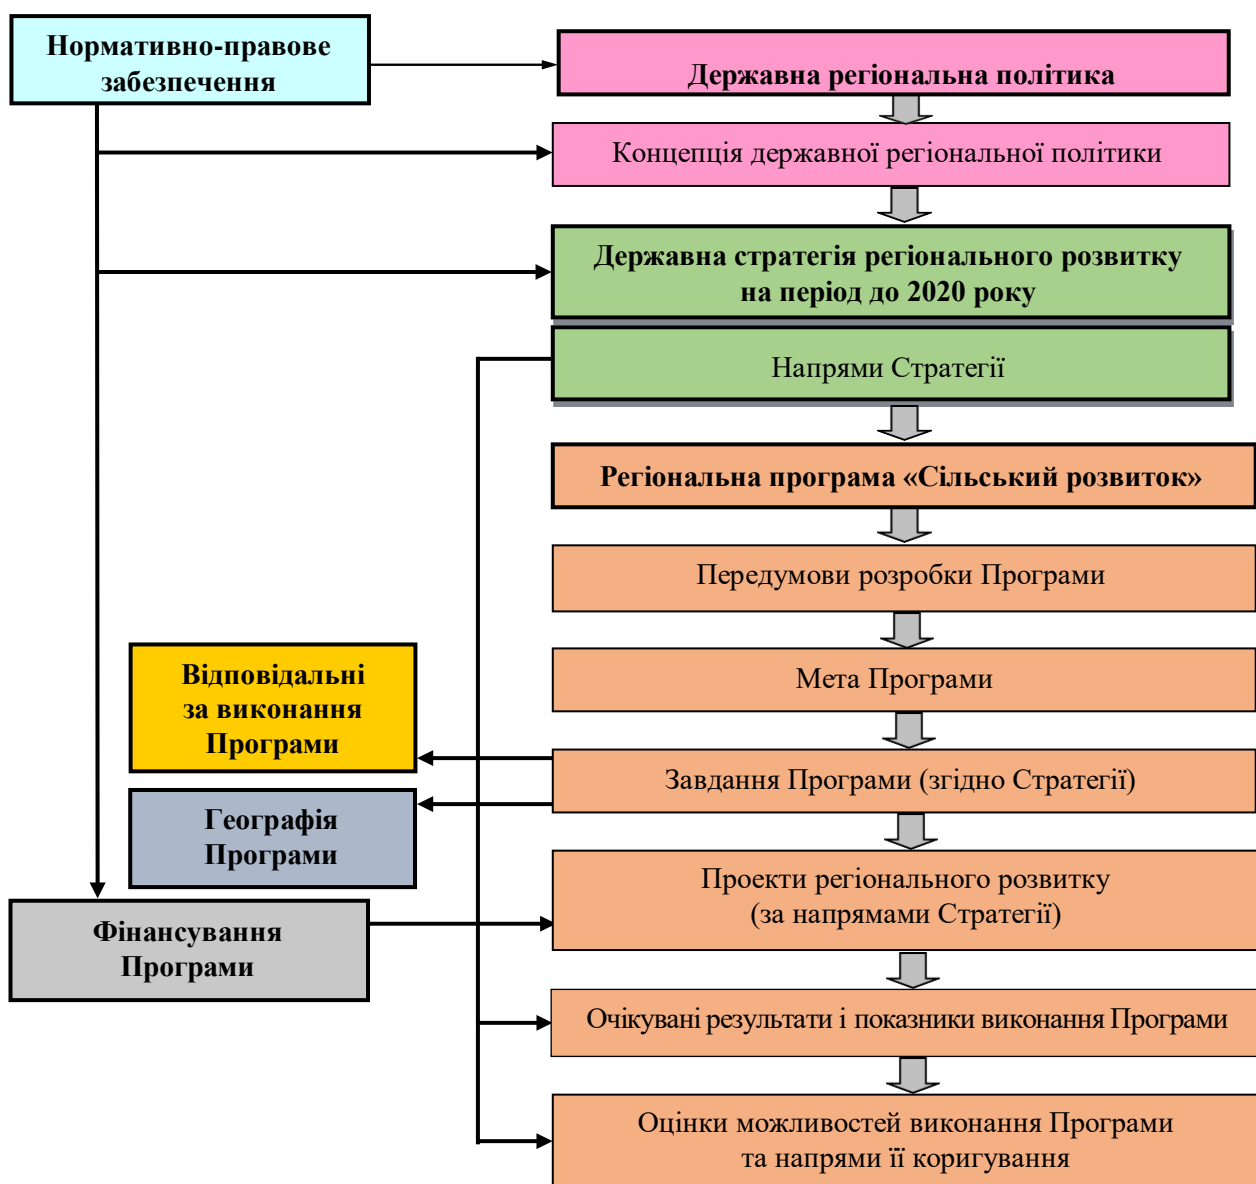 Нормативно-правове
забезпечення
Державна регіональна політика
Концепція державної регіональної політики
Державна стратегія регіонального розвитку
на період до 2020 року
Напрями Стратегії
Регіональна програма «Сільський розвиток»
Передумови розробки Програми
Мета Програми
Відповідальні
за виконання
Програми
Завдання Програми (згідно Стратегії)
Географія
Програми
Проекти регіонального розвитку
(за напрямами Стратегії)
Фінансування
Програми
Очікувані результати і показники виконання Програми
Оцінки можливостей виконання Програми
та напрями її коригування